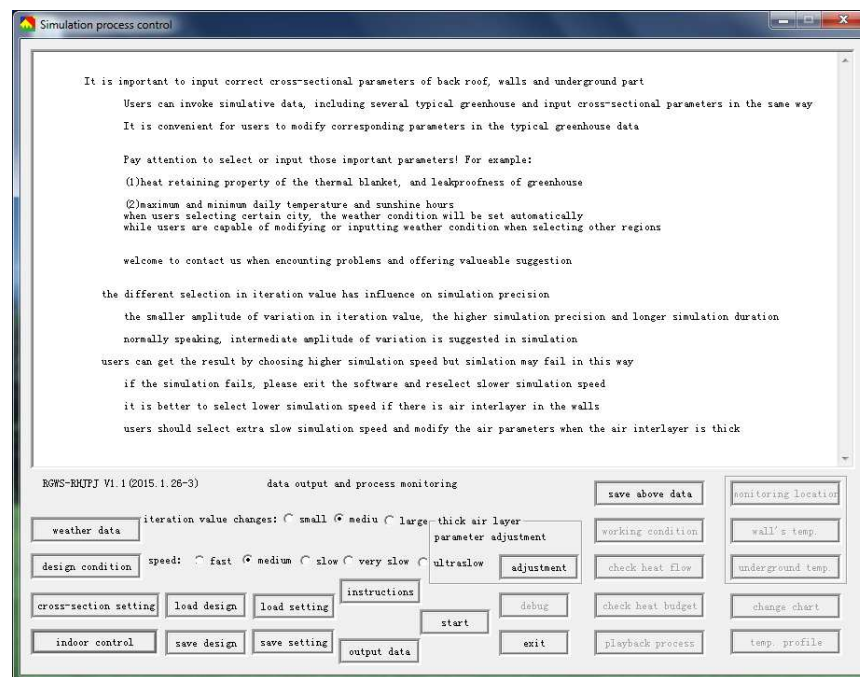 Simulation process control
It is important to input correct cross-sectional parameters of back roof, walls and underground part
Users can invoke simulative data, including several typical greenhouse and input cross-sectional parameters in the same way
It is convenient for users to modify corresponding parameters in the typical greenhouse data
Pay attention to select or input those important parameters! For example:
(1)heat retaining property of the thermal blanket, and leakproofness of greenhouse
(2)maximum and minimum daily temperature and sunshine hours
when users selecting certain city, the weather condition will be set automatically
while users are capable of modifying or inputting weather condition when selecting other regions
welcome to contact us when encounting problems and offering valueable suggestion
the different selection in iteration value has influence on simulation precision
the smaller amplitude of variation in iteration value, the higher simulation precision and longer simulation duration
normally speaking, intermediate amplitude of variation is suggested in simulation
users can get the result by choosing higher simulation speed but simlation may fail in this way
if the simulation fails, please exit the software and reselect slower simulation speed
it is better to select lower simulation speed if there is air interlayer in the walls
users should select extra slow simulation speed and modify the air parameters when the air interlayer is thick
RGWS-RHJPJ V1.1(2015.1.26-3) data output and process monitoring
save above data monitoring location
weather data iteration value changes: small mediu large thick air layer
parameter adjustment
working condition wall's temp.
design condition speed: fast medium slow very slow ultraslow adjustment check heat flow underground temp.
cross-section setting load design load setting instructions start debug check heat budget change chart
indoor control save design save setting output data exit playback process temp. profile